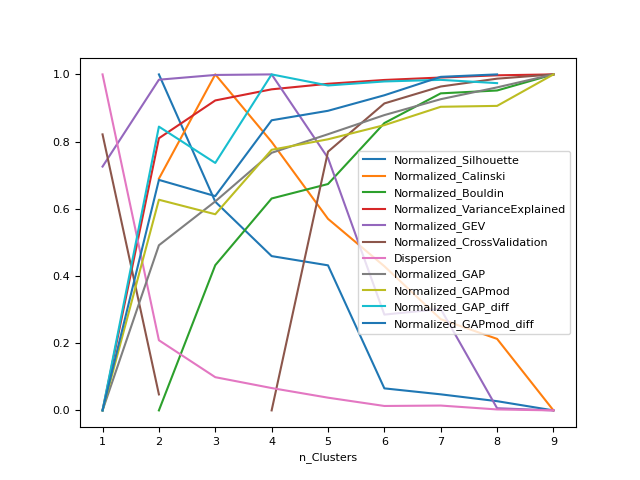 1.0
0.8
0.6
0.4
0.2
0.0
Normalized_Silhouette
Normalized_Calinski
Normalized_Bouldin
Normalized_VarianceExplained
Normalized_GEV
Normalized_CrossValidation
Dispersion
Normalized_GAP
Normalized_GAPmod
Normalized_GAP_diff
Normalized_GAPmod_diff
1 2 3 4 5 6 7 8 9
n_Clusters